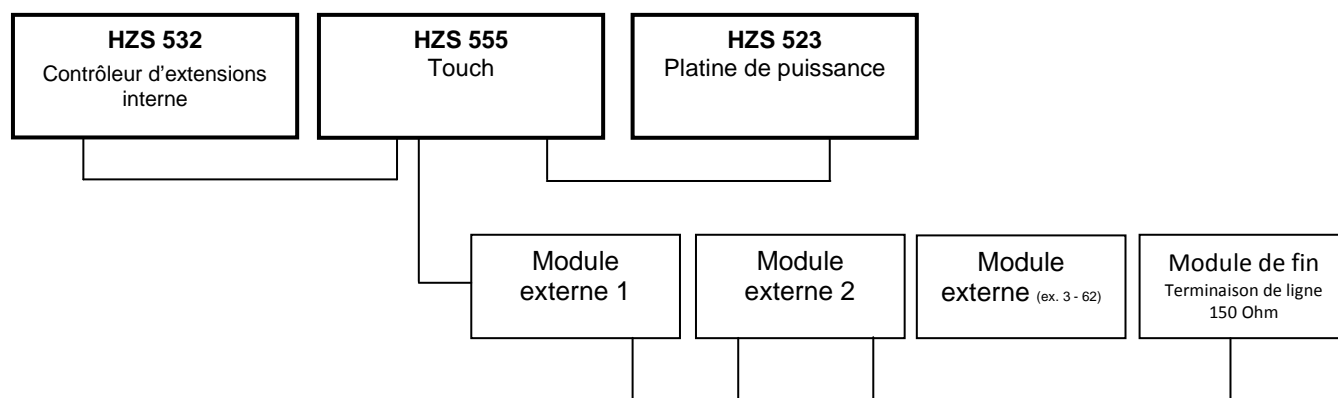 HZS 532
Contrôleur d'extensions
interne
HZS 555
Touch
HZS 523
Platine de puissance
Module
externe 1
Module
externe 2
Module
externe (ex. 3 - 62)
Module de fin
Terminaison de ligne
150 Ohm